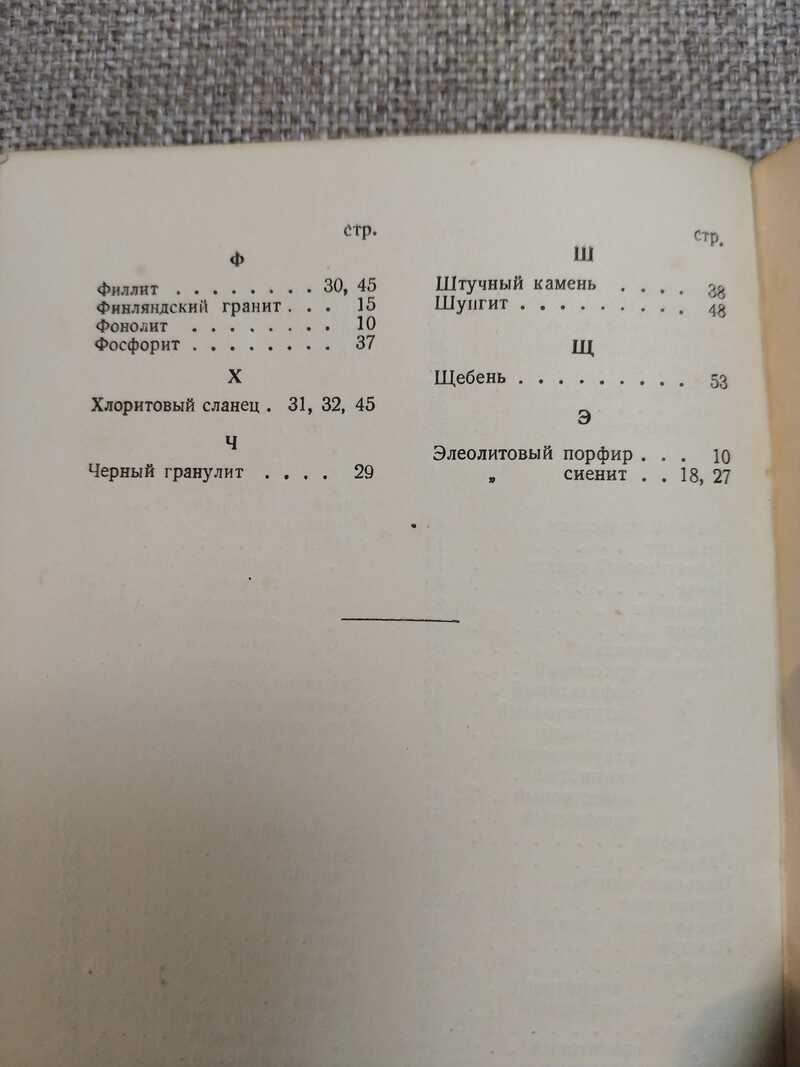 стр.
Ф
Филлит . . . . . . . . 30, 45
Финляндский гранит . . . 15
Фонолит . . . . . . . . 10
Фосфорит . . . . . . . . 37
Х
Хлоритовый сланец . 31, 32, 45
Ч
Черный гранулит . . . . 29
стр.
Ш
Штучный камень . . . . 38
Шунгит . . . . . . . . . 48
Щ
Щебень . . . . . . . . . 53
Э
Элеолитовый порфир . . . 10
„ сиенит . . 18, 27